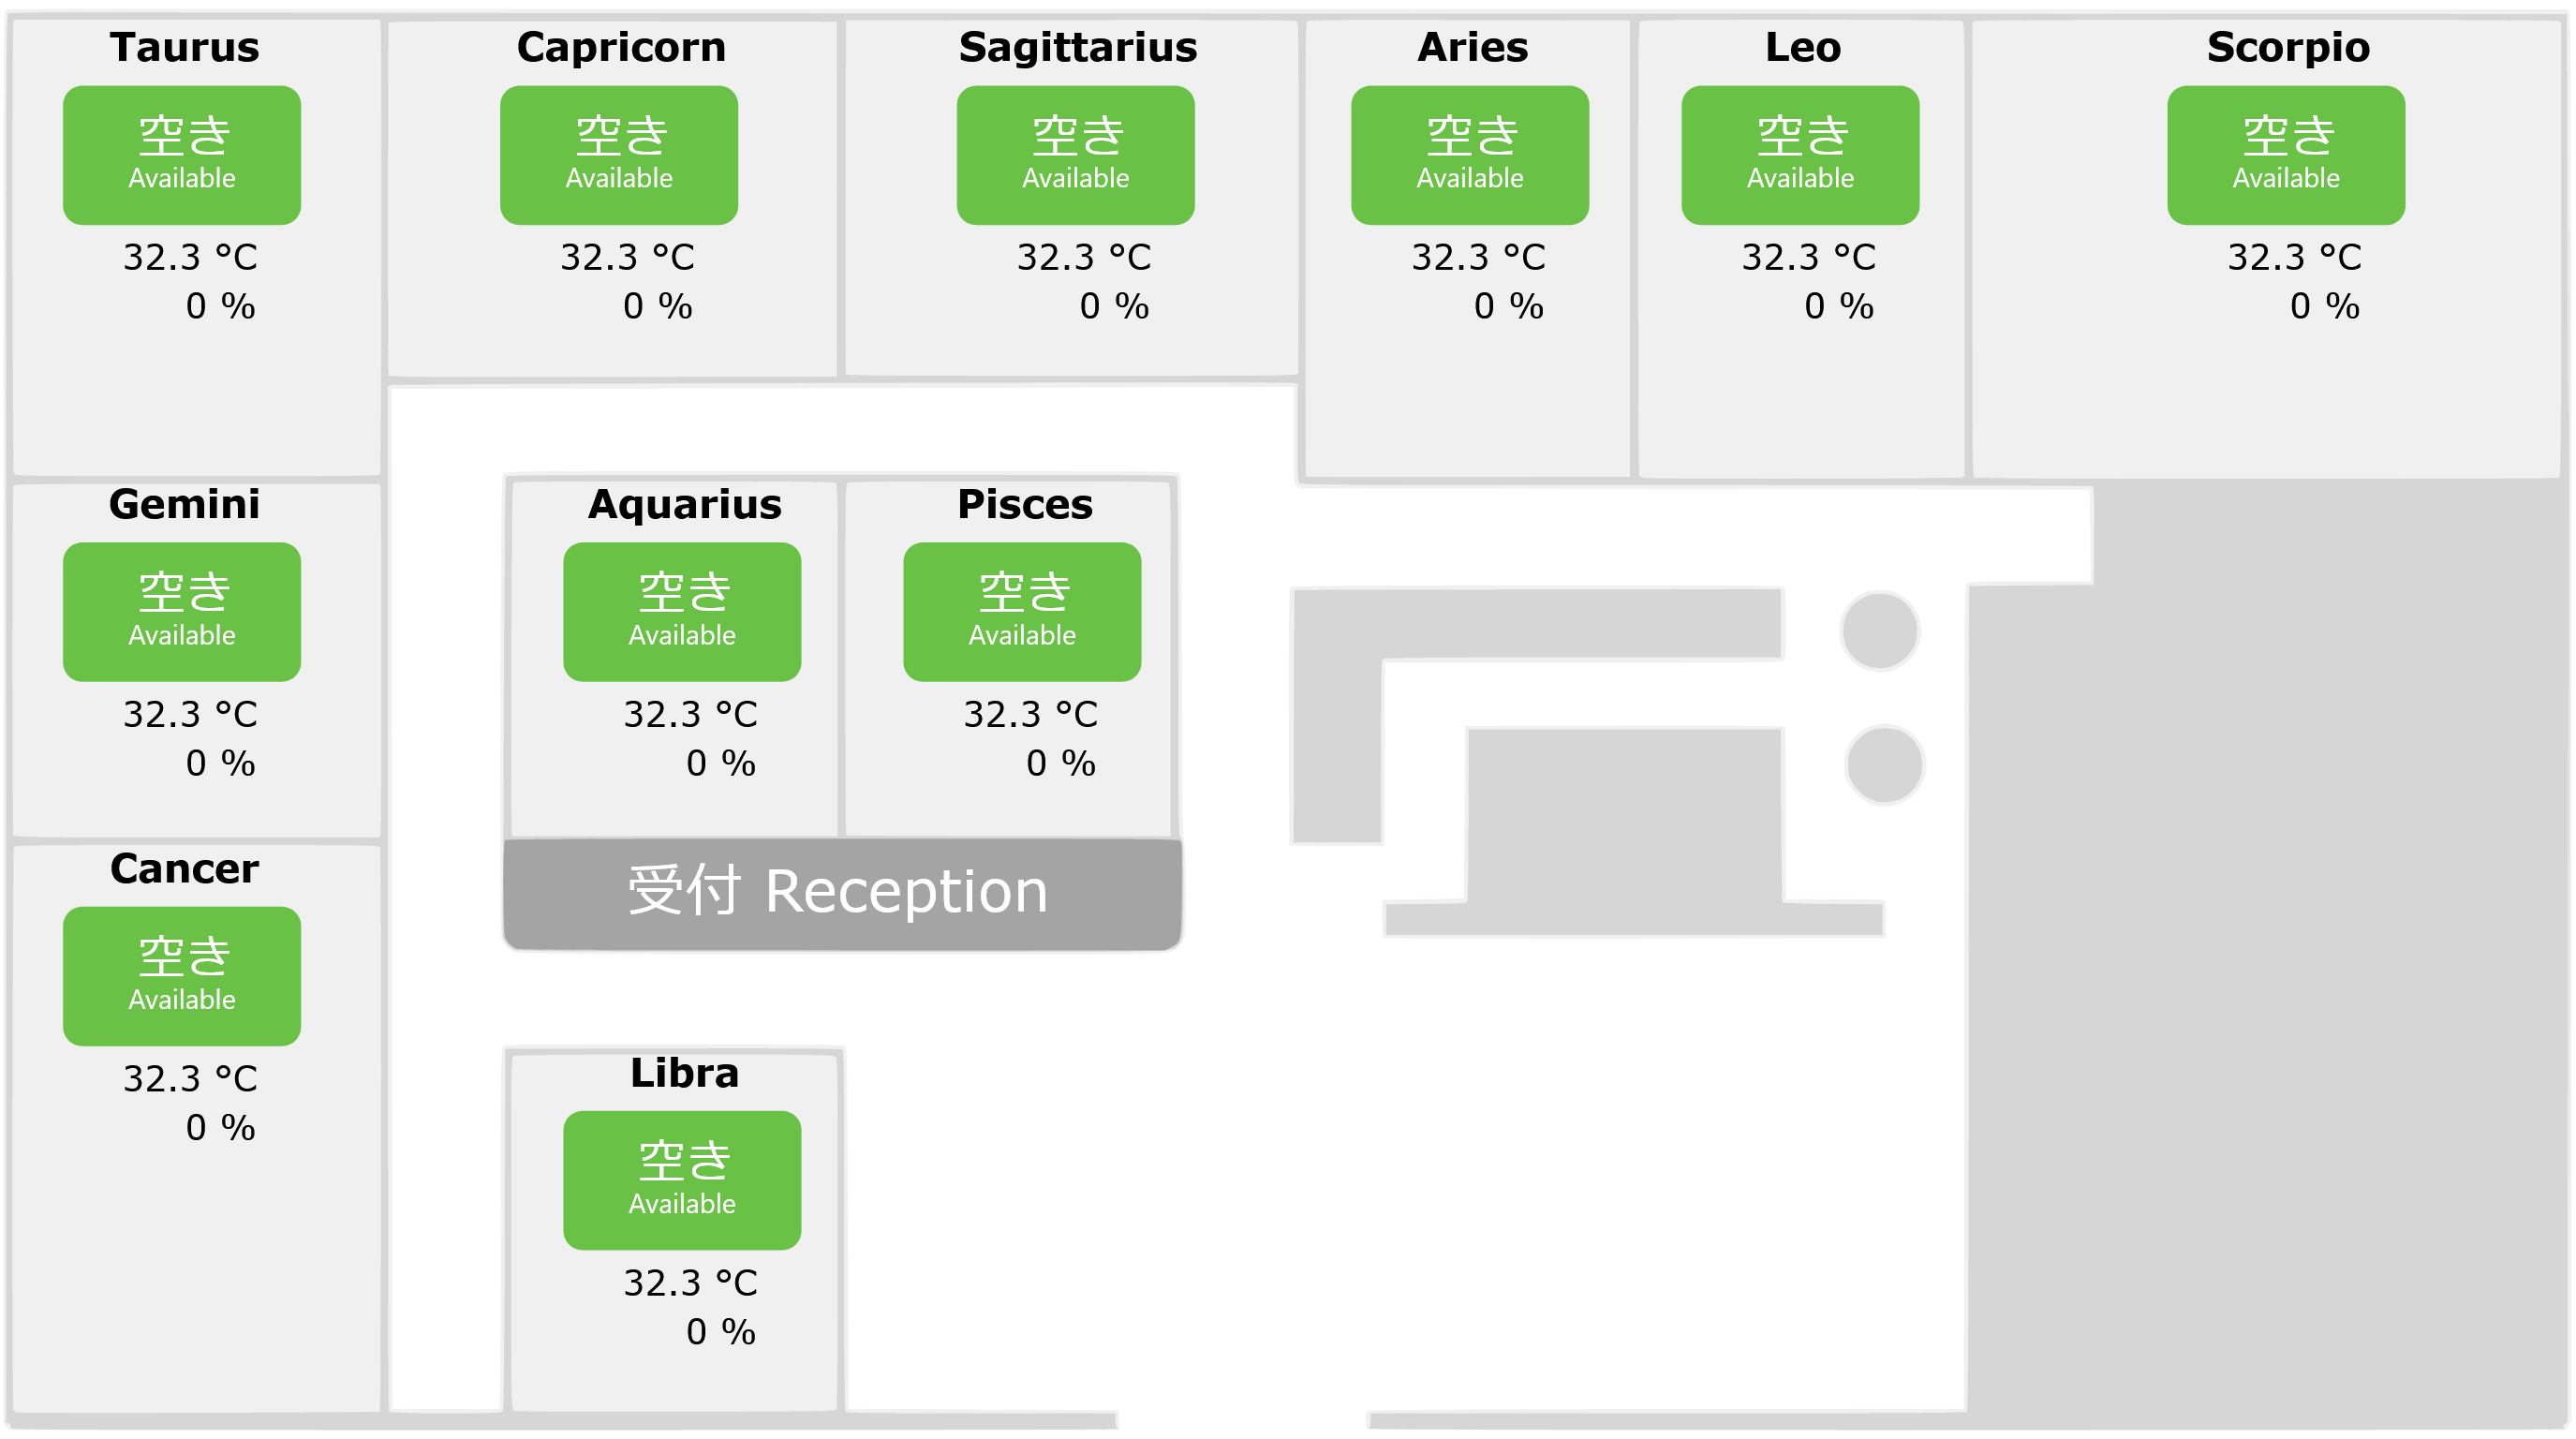 Taurus
空き
Available
32.3 °C
0 %
Capricorn
空き
Available
32.3 °C
0 %
Sagittarius
空き
Available
32.3 °C
0 %
Aries
空き
Available
32.3 °C
0 %
Leo
空き
Available
32.3 °C
0 %
Scorpio
空き
Available
32.3 °C
0 %
Gemini
空き
Available
32.3 °C
0 %
Aquarius
空き
Available
32.3 °C
0 %
Pisces
空き
Available
32.3 °C
0 %
Cancer
空き
Available
32.3 °C
0 %
受付 Reception
Libra
空き
Available
32.3 °C
0 %